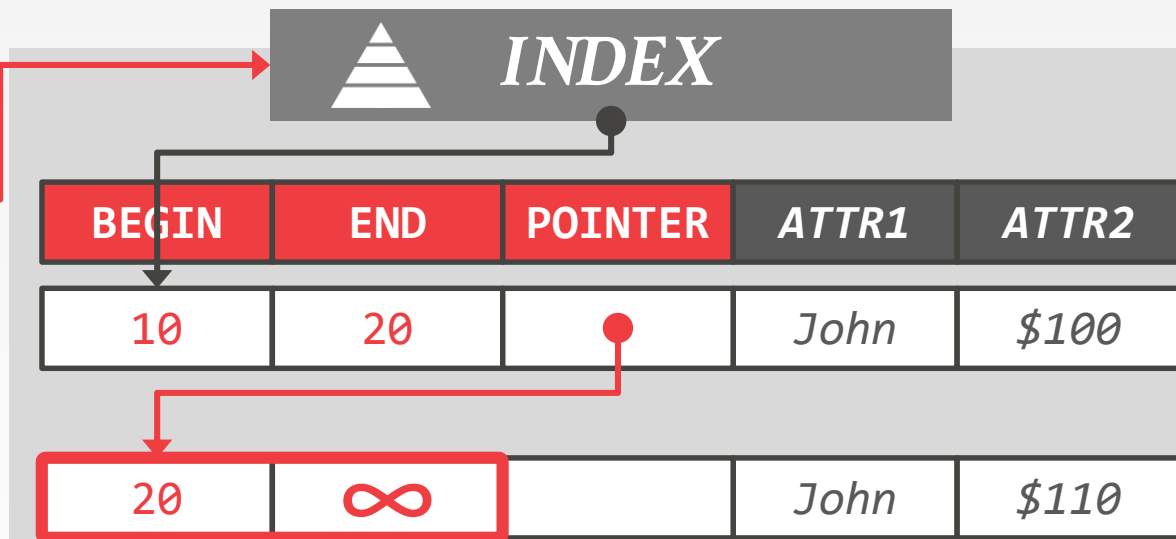 INDEX
BEGIN END POINTER ATTR1 ATTR2
10 20 John $100
20 ∞ John $110